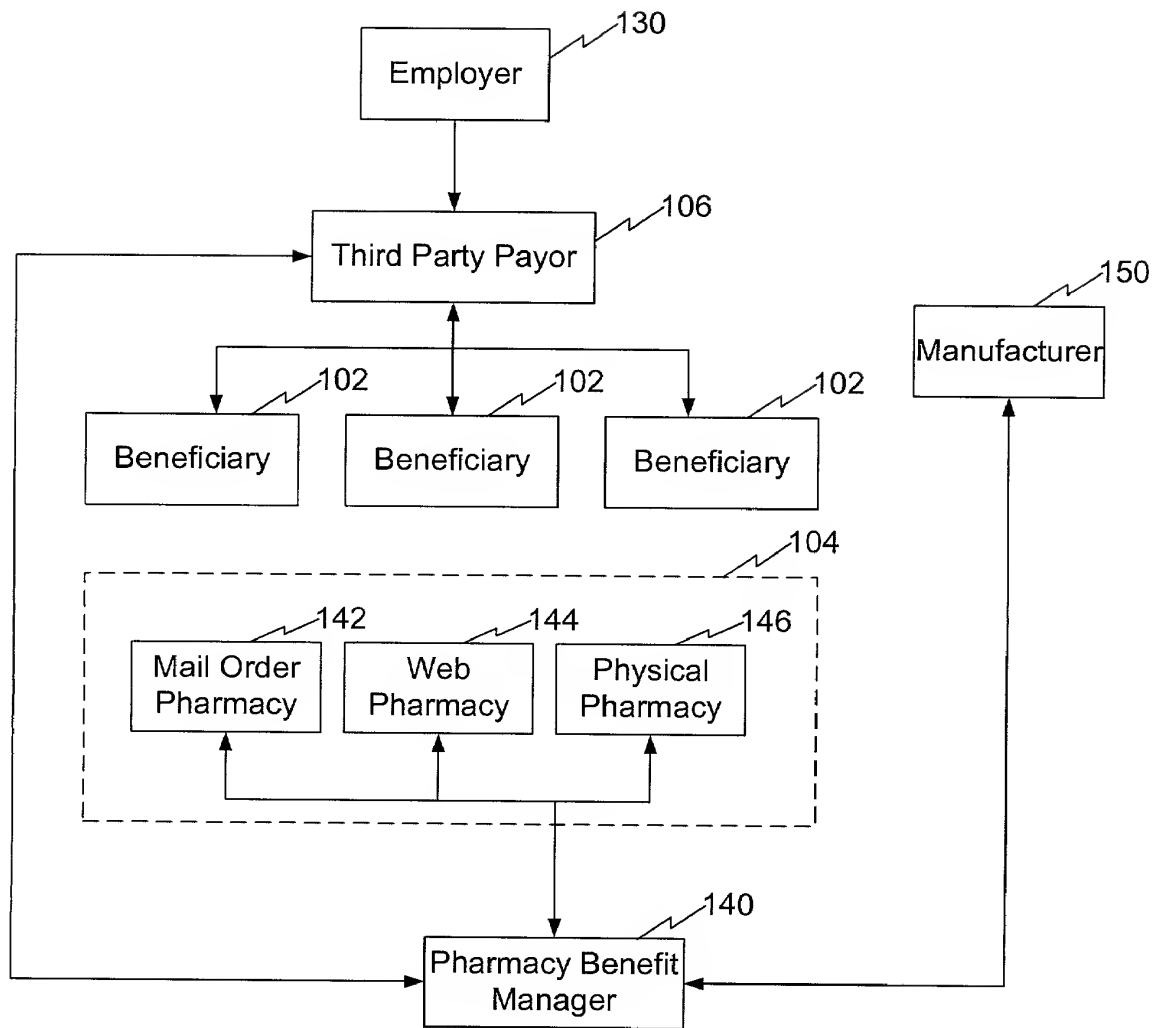 130
Employer
106
Third Party Payor
150
Manufacturer
102
102
102
Beneficiary
Beneficiary
Beneficiary
104
142
144
146
Mail Order
Pharmacy
Web
Pharmacy
Physical
Pharmacy
140
Pharmacy Benefit
Manager